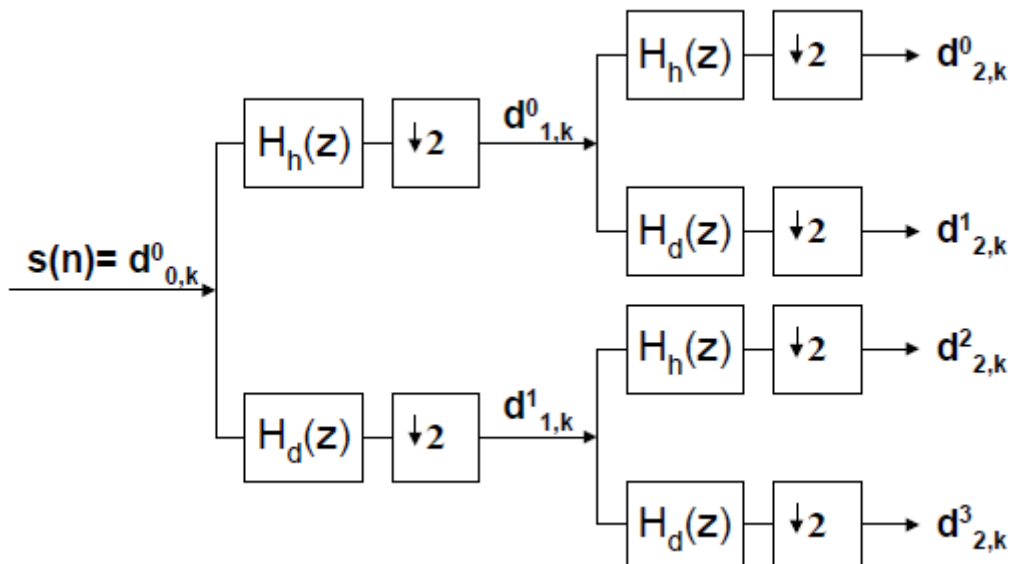 H_h(z) ↓2 d^0_{2,k}
H_h(z) ↓2 d^0_{1,k}
H_d(z) ↓2 d^1_{2,k}
s(n)= d^0_{0,k}
H_h(z) ↓2 d^2_{2,k}
H_d(z) ↓2 d^1_{1,k}
H_d(z) ↓2 d^3_{2,k}